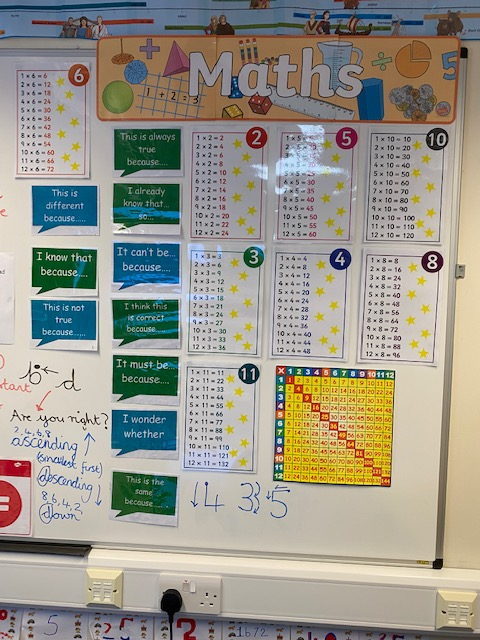 Maths
6
1 x 6 = 6
2 x 6 = 12
3 x 6 = 18
4 x 6 = 24
5 x 6 = 30
6 x 6 = 36
7 x 6 = 42
8 x 6 = 48
9 x 6 = 54
10 x 6 = 60
11 x 6 = 66
12 x 6 = 72
This is always
true
because....
2
1 x 2 = 2
2 x 2 = 4
3 x 2 = 6
4 x 2 = 8
5 x 2 = 10
6 x 2 = 12
7 x 2 = 14
8 x 2 = 16
9 x 2 = 18
10 x 2 = 20
11 x 2 = 22
12 x 2 = 24
5
1 x 5 = 5
2 x 5 = 10
3 x 5 = 15
4 x 5 = 20
5 x 5 = 25
6 x 5 = 30
7 x 5 = 35
8 x 5 = 40
9 x 5 = 45
10 x 5 = 50
11 x 5 = 55
12 x 5 = 60
10
1 x 10 = 10
2 x 10 = 20
3 x 10 = 30
4 x 10 = 40
5 x 10 = 50
6 x 10 = 60
7 x 10 = 70
8 x 10 = 80
9 x 10 = 90
10 x 10 = 100
11 x 10 = 110
12 x 10 = 120
This is
different
because.....
I already
know that...
so...
I know that
because....
It can't be...
because....
3
1 x 3 = 3
2 x 3 = 6
3 x 3 = 9
4 x 3 = 12
5 x 3 = 15
6 x 3 = 18
7 x 3 = 21
8 x 3 = 24
9 x 3 = 27
10 x 3 = 30
11 x 3 = 33
12 x 3 = 36
4
1 x 4 = 4
2 x 4 = 8
3 x 4 = 12
4 x 4 = 16
5 x 4 = 20
6 x 4 = 24
7 x 4 = 28
8 x 4 = 32
9 x 4 = 36
10 x 4 = 40
11 x 4 = 44
12 x 4 = 48
8
1 x 8 = 8
2 x 8 = 16
3 x 8 = 24
4 x 8 = 32
5 x 8 = 40
6 x 8 = 48
7 x 8 = 56
8 x 8 = 64
9 x 8 = 72
10 x 8 = 80
11 x 8 = 88
12 x 8 = 96
This is not
true
because.....
I think this
is correct
because....
It must be
because....
11
1 x 11 = 11
2 x 11 = 22
3 x 11 = 33
4 x 11 = 44
5 x 11 = 55
6 x 11 = 66
7 x 11 = 77
8 x 11 = 88
9 x 11 = 99
10 x 11 = 110
11 x 11 = 121
12 x 11 = 132
X 1 2 3 4 5 6 7 8 9 10 11 12
b d
Are you right?
2,4,6,8
ascending
(smallest first)
descending
8,6,4,2
down
I wonder
whether
This is the
same
because.....
4 3 5
1672